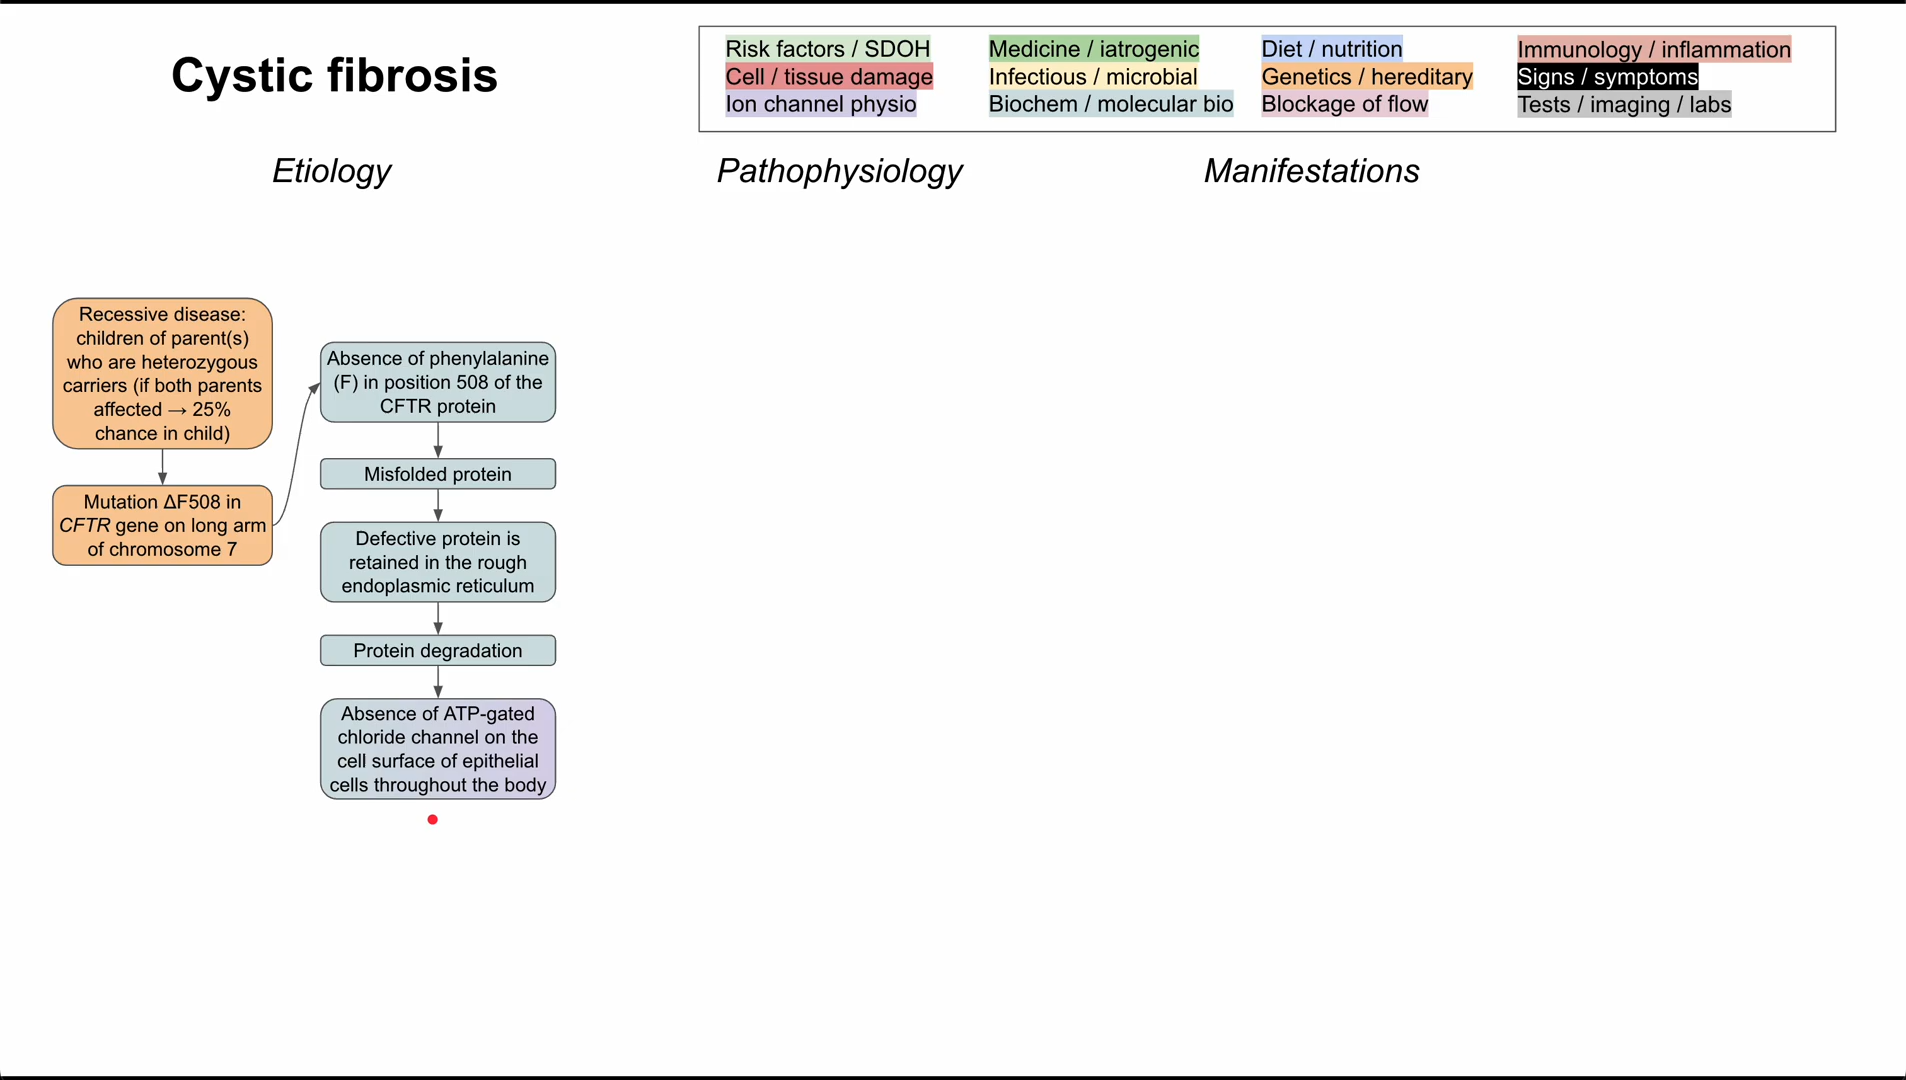 Cystic fibrosis
Risk factors / SDOH
Cell / tissue damage
Ion channel physio
Medicine / iatrogenic
Infectious / microbial
Biochem / molecular bio
Diet / nutrition
Genetics / hereditary
Blockage of flow
Immunology / inflammation
Signs / symptoms
Tests / imaging / labs
Etiology
Pathophysiology
Manifestations
Recessive disease:
children of parent(s)
who are heterozygous
carriers (if both parents
affected → 25%
chance in child)
Mutation ΔF508 in
CFTR gene on long arm
of chromosome 7
Absence of phenylalanine
(F) in position 508 of the
CFTR protein
Misfolded protein
Defective protein is
retained in the rough
endoplasmic reticulum
Protein degradation
Absence of ATP-gated
chloride channel on the
cell surface of epithelial
cells throughout the body